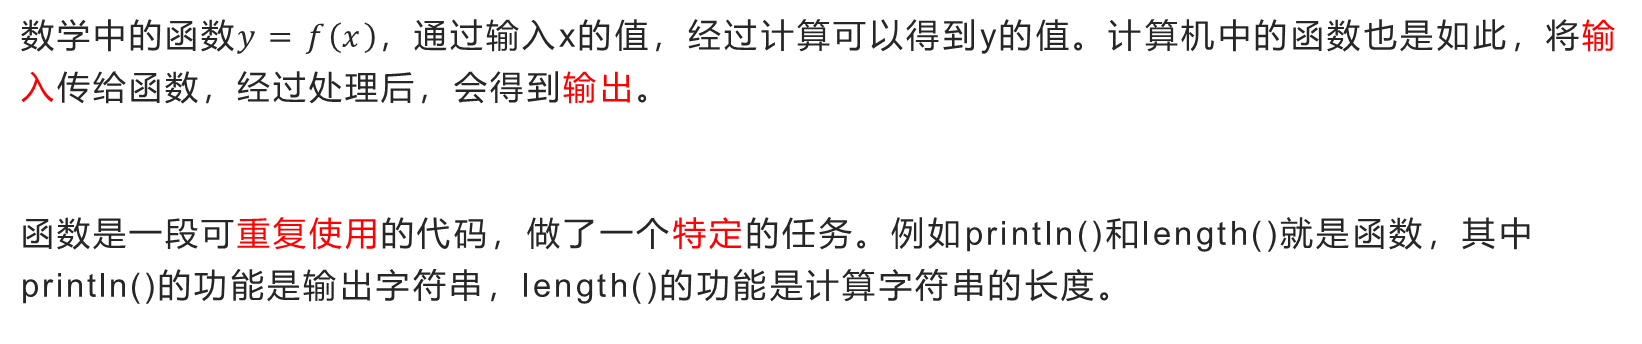 数学中的函数y = f(x)，通过输入x的值，经过计算可以得到y的值。计算机中的函数也是如此，将输
入传给函数，经过处理后，会得到输出。
函数是一段可重复使用的代码，做了一个特定的任务。例如println()和length()就是函数，其中
println()的功能是输出字符串，length()的功能是计算字符串的长度。